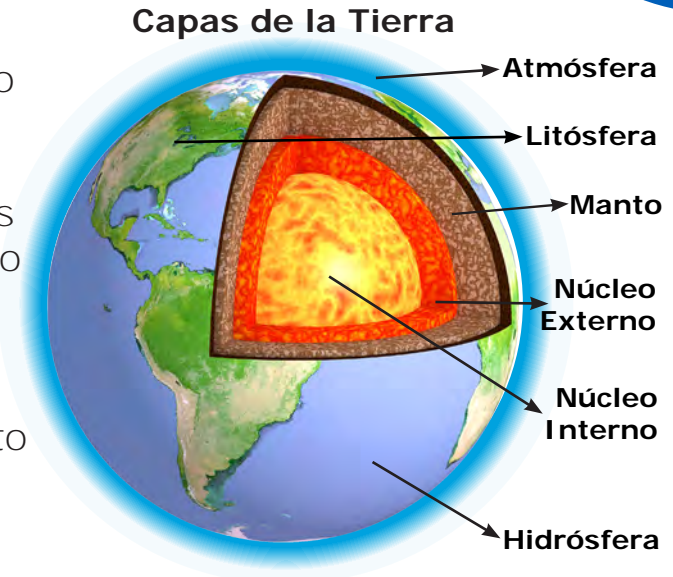 Capas de la Tierra
Atmósfera
Litósfera
Manto
Núcleo
Externo
Núcleo
Interno
Hidrósfera